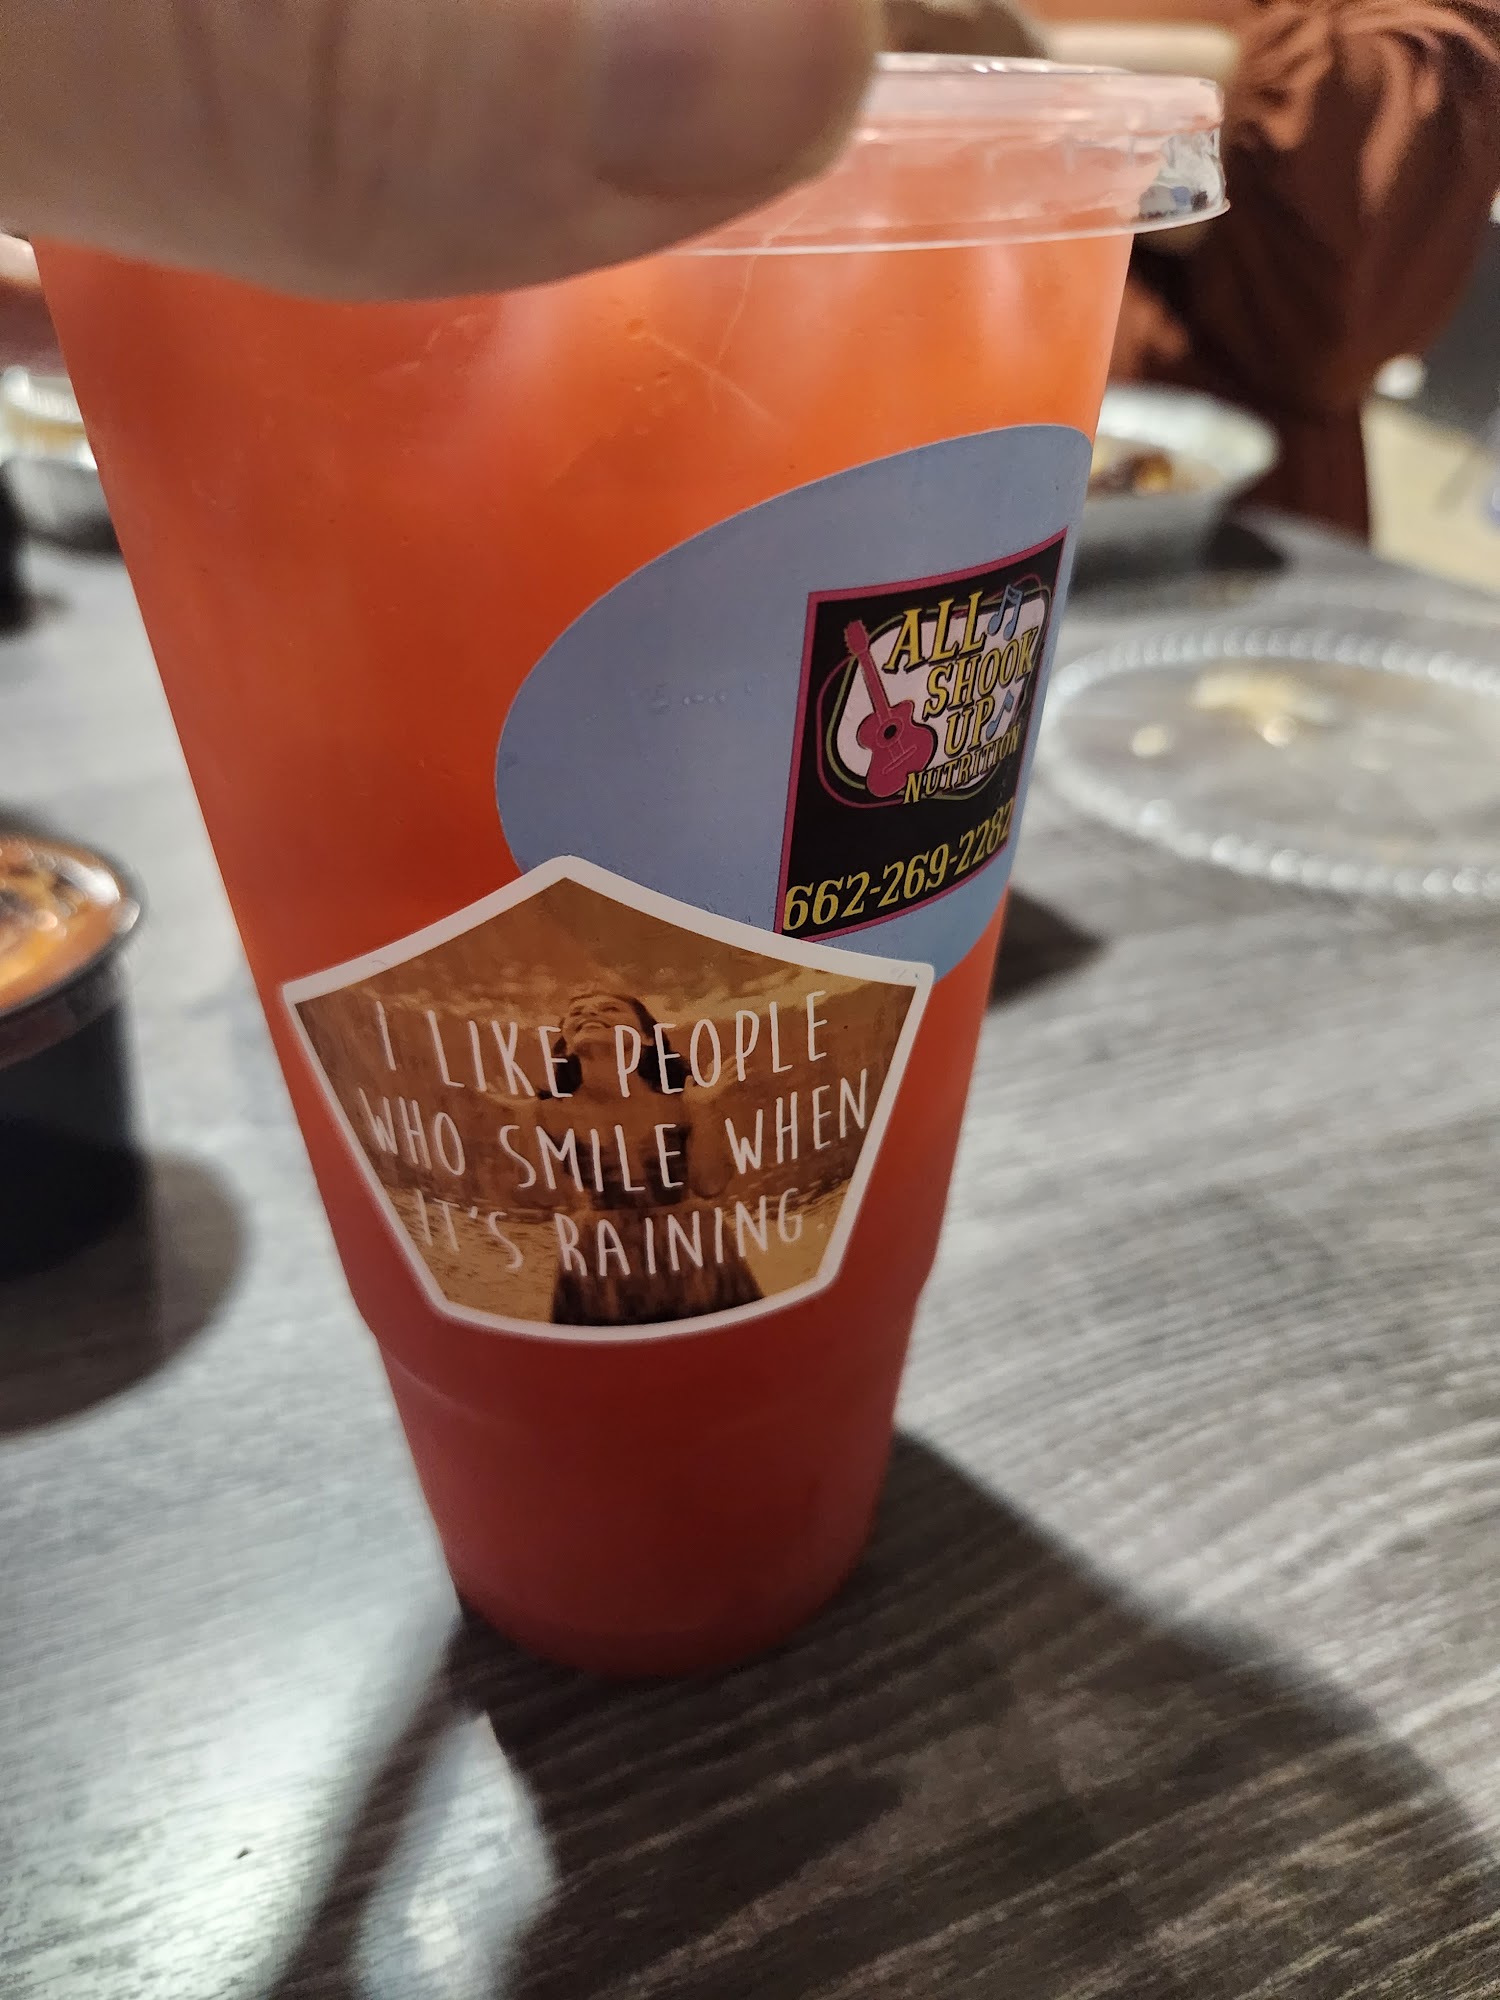 ALL
SHOOK
UP
NUTRITION
662-269-2282
I LIKE PEOPLE
WHO SMILE WHEN
IT'S RAINING.